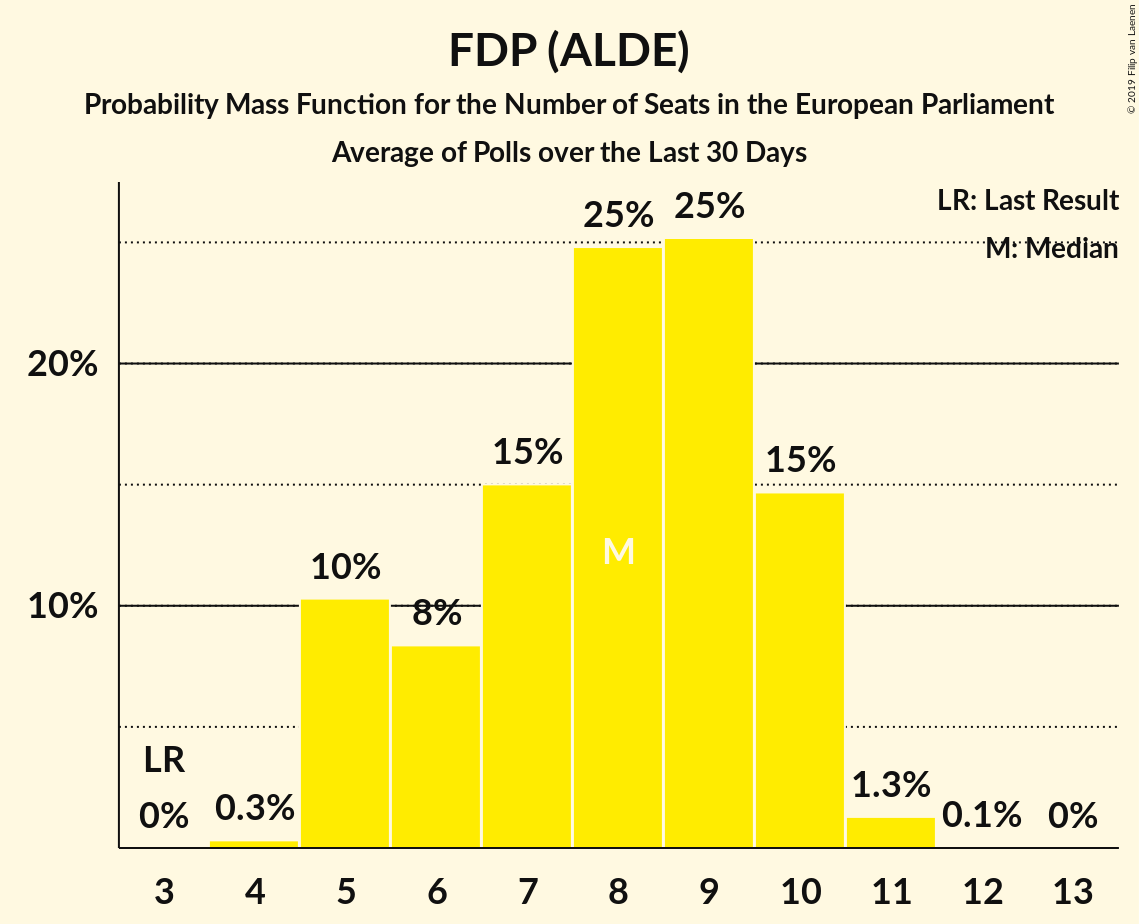 FDP (ALDE)
Probability Mass Function for the Number of Seats in the European Parliament
Average of Polls over the Last 30 Days
© 2019 Filip van Laenen
LR: Last Result
M: Median
25%
25%
20%
15%
15%
M
10%
10%
8%
LR
0%
0.3%
1.3%
0.1%
0%
3 4 5 6 7 8 9 10 11 12 13